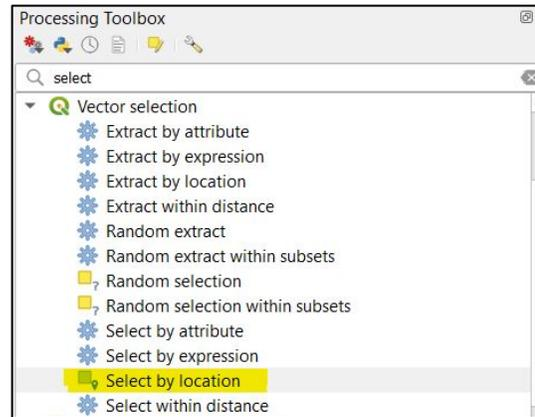 Processing Toolbox
select
Vector selection
Extract by attribute
Extract by expression
Extract by location
Extract within distance
Random extract
Random extract within subsets
Random selection
Random selection within subsets
Select by attribute
Select by expression
Select by location
Select within distance